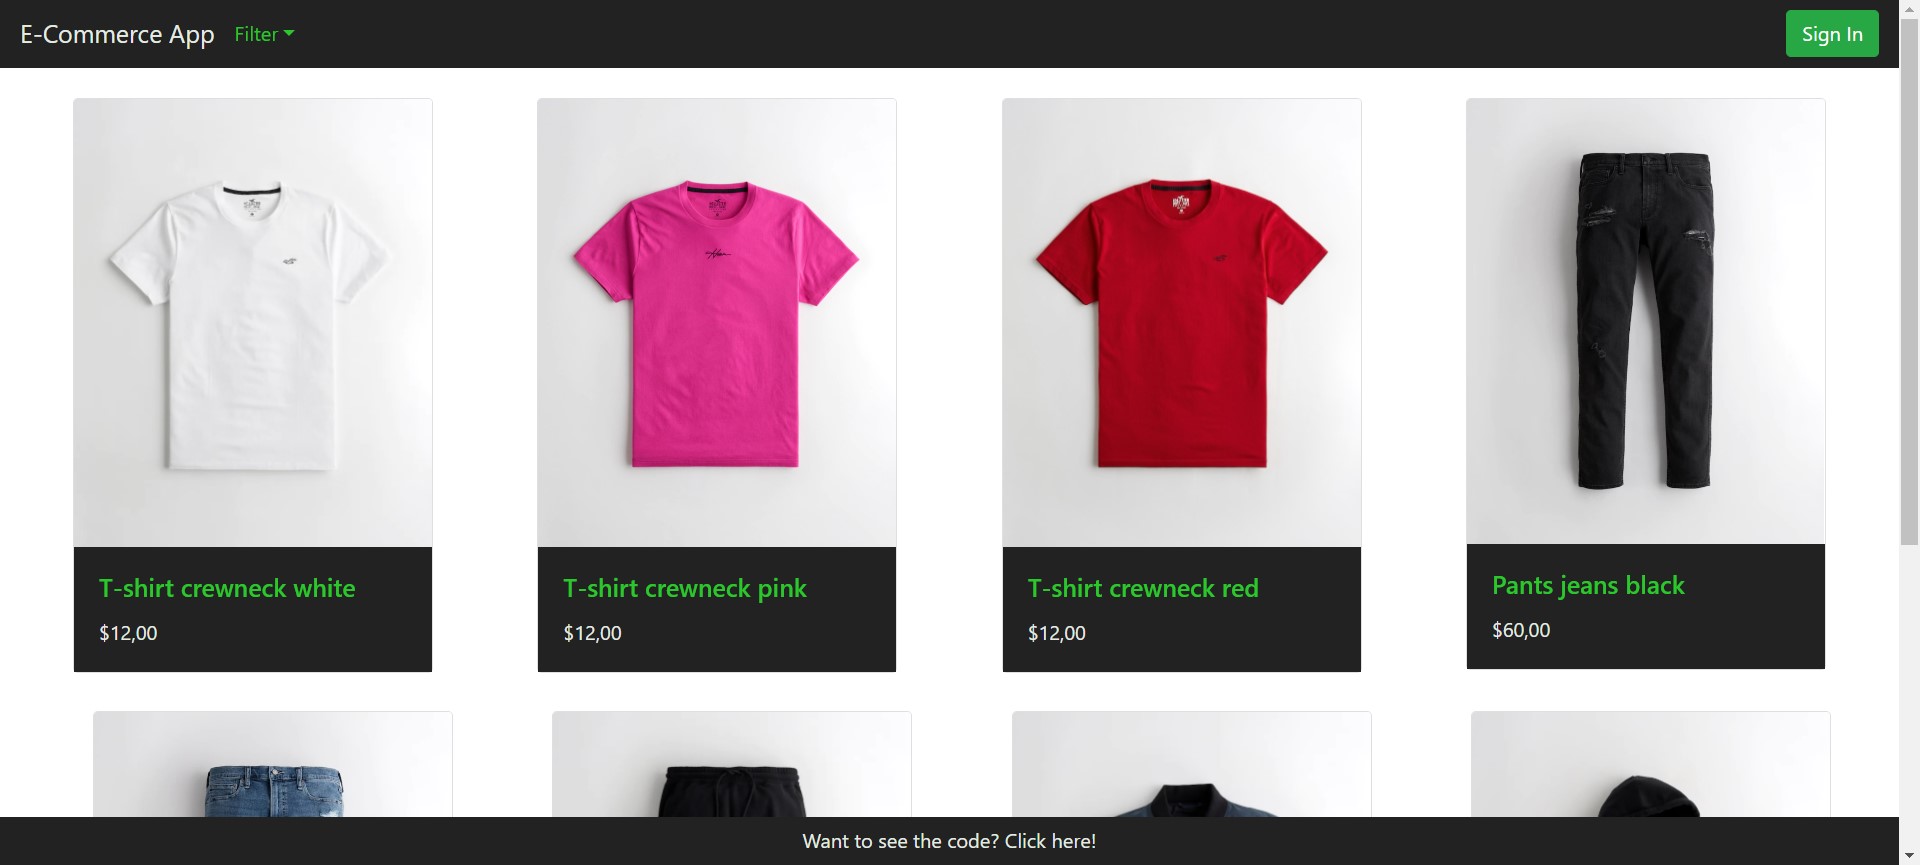 E-Commerce App
Filter
Sign In
T-shirt crewneck white
$12,00
T-shirt crewneck pink
$12,00
T-shirt crewneck red
$12,00
Pants jeans black
$60,00
Want to see the code? Click here!